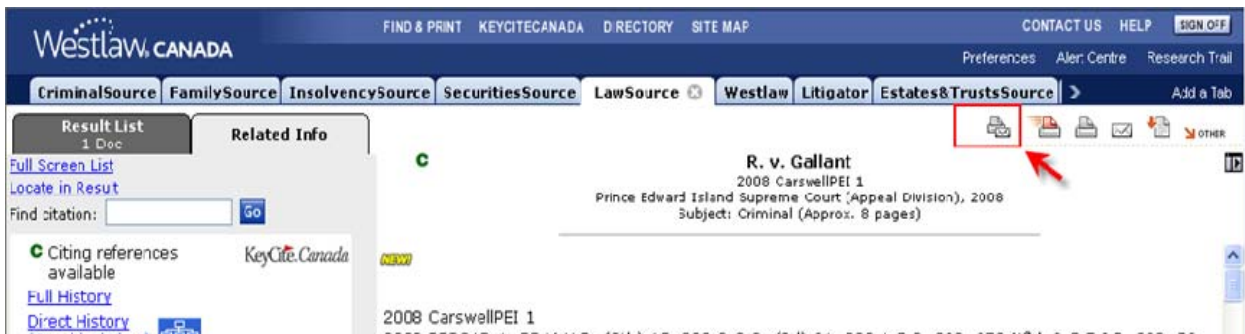 Westlaw. CANADA
FIND & PRINT KEYCITECANADA DIRECTORY SITE MAP
CONTACT US HELP SIGN OFF
Preferences Alert Centre Research Trail
CriminalSource FamilySource InsolvencySource SecuritiesSource LawSource Westlaw Litigator Estates&TrustsSource Add a Tab
Result List
1 Doc
Related Info
OTHER
Full Screen List
Locate in Result
Find citation: Go
C Citing references
available
KeyCite.Canada
Full History
Direct History
C
R. v. Gallant
2008 CarswellPEI 1
Prince Edward Island Supreme Court (Appeal Division), 2008
Subject: Criminal (Approx. 8 pages)
NEW!
2008 CarswellPEI 1